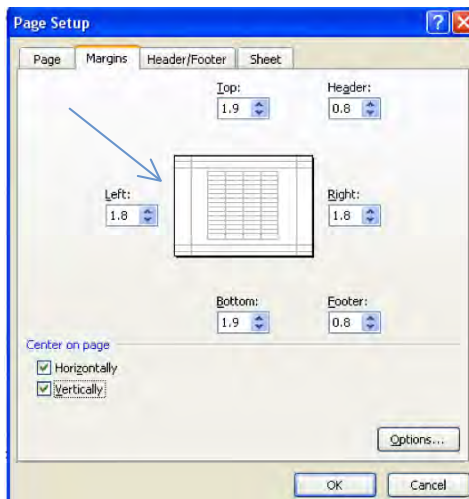 Page Setup
Page Margins Header/Footer Sheet
Top: Header:
1.9 0.8
Left: Right:
1.8 1.8
Bottom: Footer:
1.9 0.8
Center on page
Horizontally
Vertically
Options...
OK Cancel